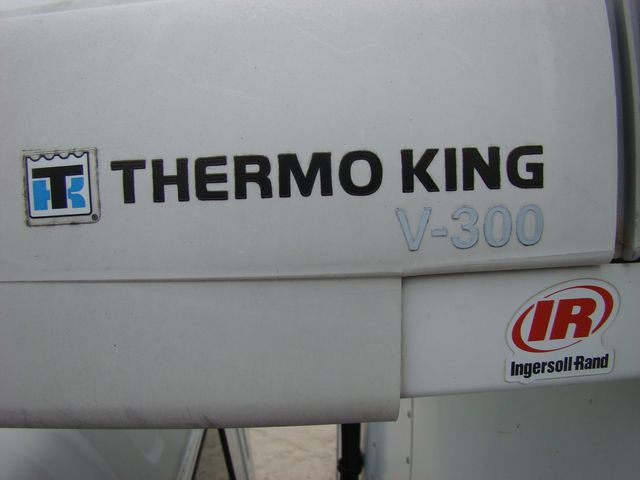 TK
THERMO KING
V-300
IR
Ingersoll-Rand